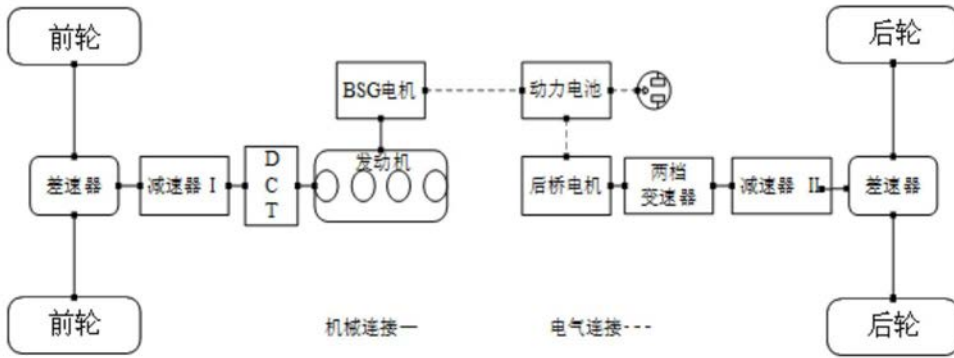 前轮
后轮
BSG电机
动力电池
差速器
减速器 I
D
C
T
发动机
后桥电机
两档
变速器
减速器 II
差速器
前轮
机械连接一
电气连接---
后轮